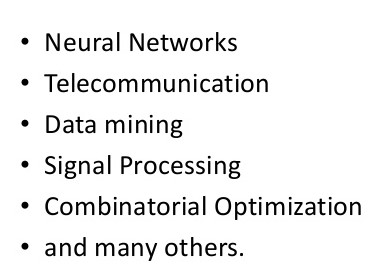 • Neural Networks
• Telecommunication
• Data mining
• Signal Processing
• Combinatorial Optimization
• and many others.